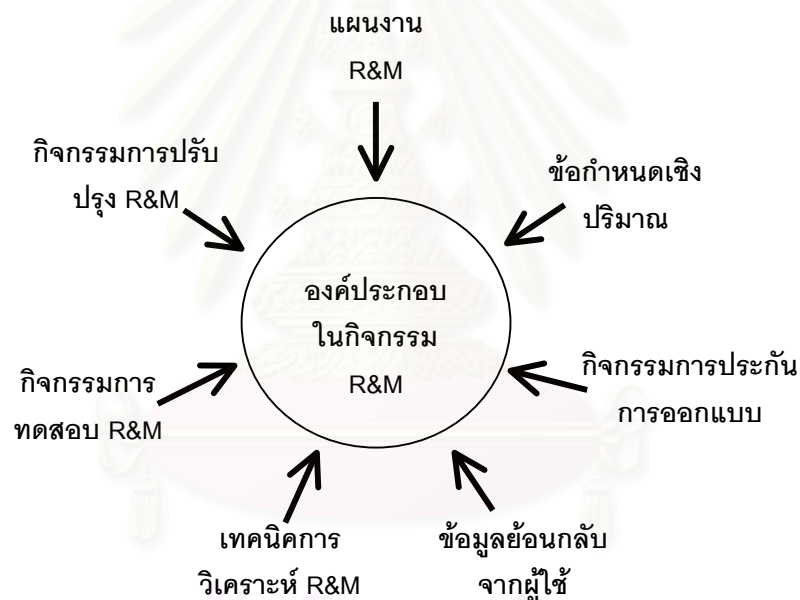 แผนงาน
R&M
กิจกรรมการปรับ
ปรุง R&M
ข้อกำหนดเชิง
ปริมาณ
องค์ประกอบ
ในกิจกรรม
R&M
กิจกรรมการประกัน
การออกแบบ
กิจกรรมการ
ทดสอบ R&M
เทคนิคการ
วิเคราะห์ R&M
ข้อมูลย้อนกลับ
จากผู้ใช้